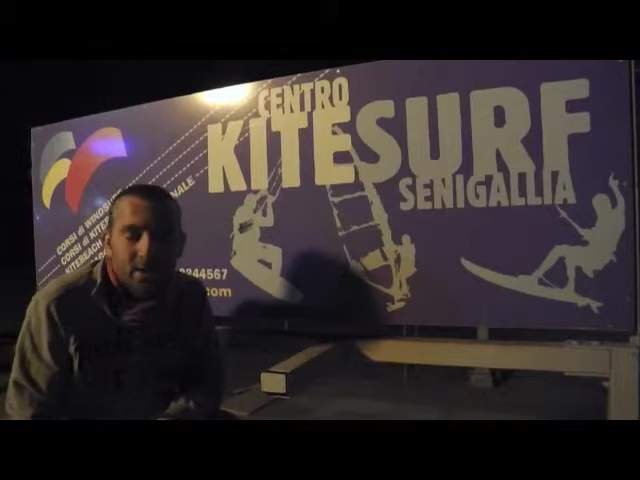 CENTRO
KITESURF
SENIGALLIA
CORSI di WINDSURF
CORSI di KITE
KITEBEACH
NALE
244567
.com